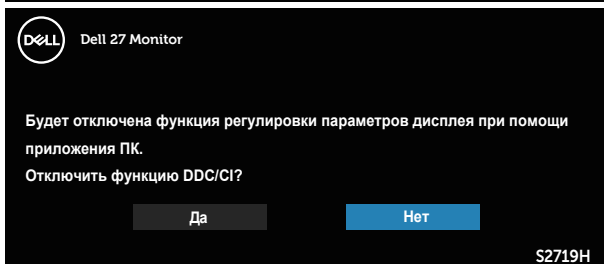 DELL
Dell 27 Monitor
Будет отключена функция регулировки параметров дисплея при помощи
приложения ПК.
Отключить функцию DDC/CI?
Да
Нет
S2719H